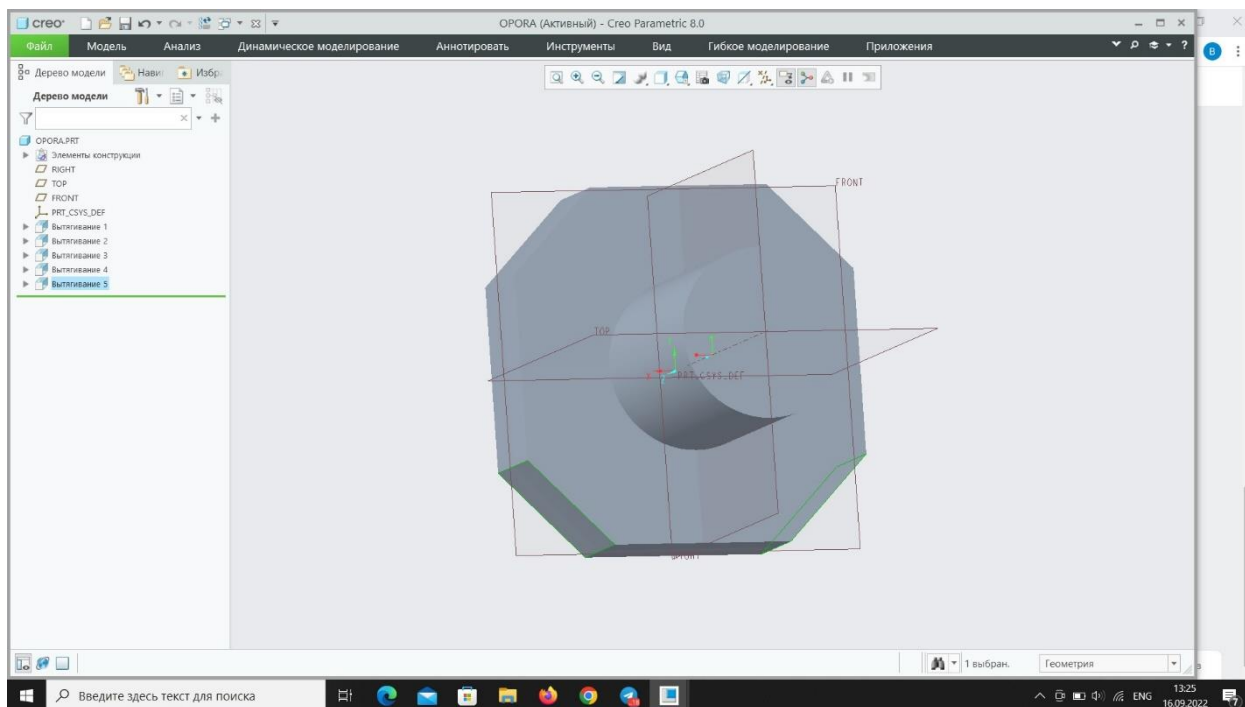 creo
OPORA (Активный) - Creo Parametric 8.0
Файл Модель Анализ Динамическое моделирование Аннотировать Инструменты Вид Гибкое моделирование Приложения
B
Дерево модели Нави Избр.
Дерево модели
OPORA.PRT
Элементы конструкции
RIGHT
TOP
FRONT
PRT_CSYS_DEF
Вытягивание 1
Вытягивание 2
Вытягивание 3
Вытягивание 4
Вытягивание 5
FRONT
TOP
X
PRT_CSYS_DEF
1 выбран.
Геометрия
Введите здесь текст для поиска
ENG
13:25
16.09.2022
7